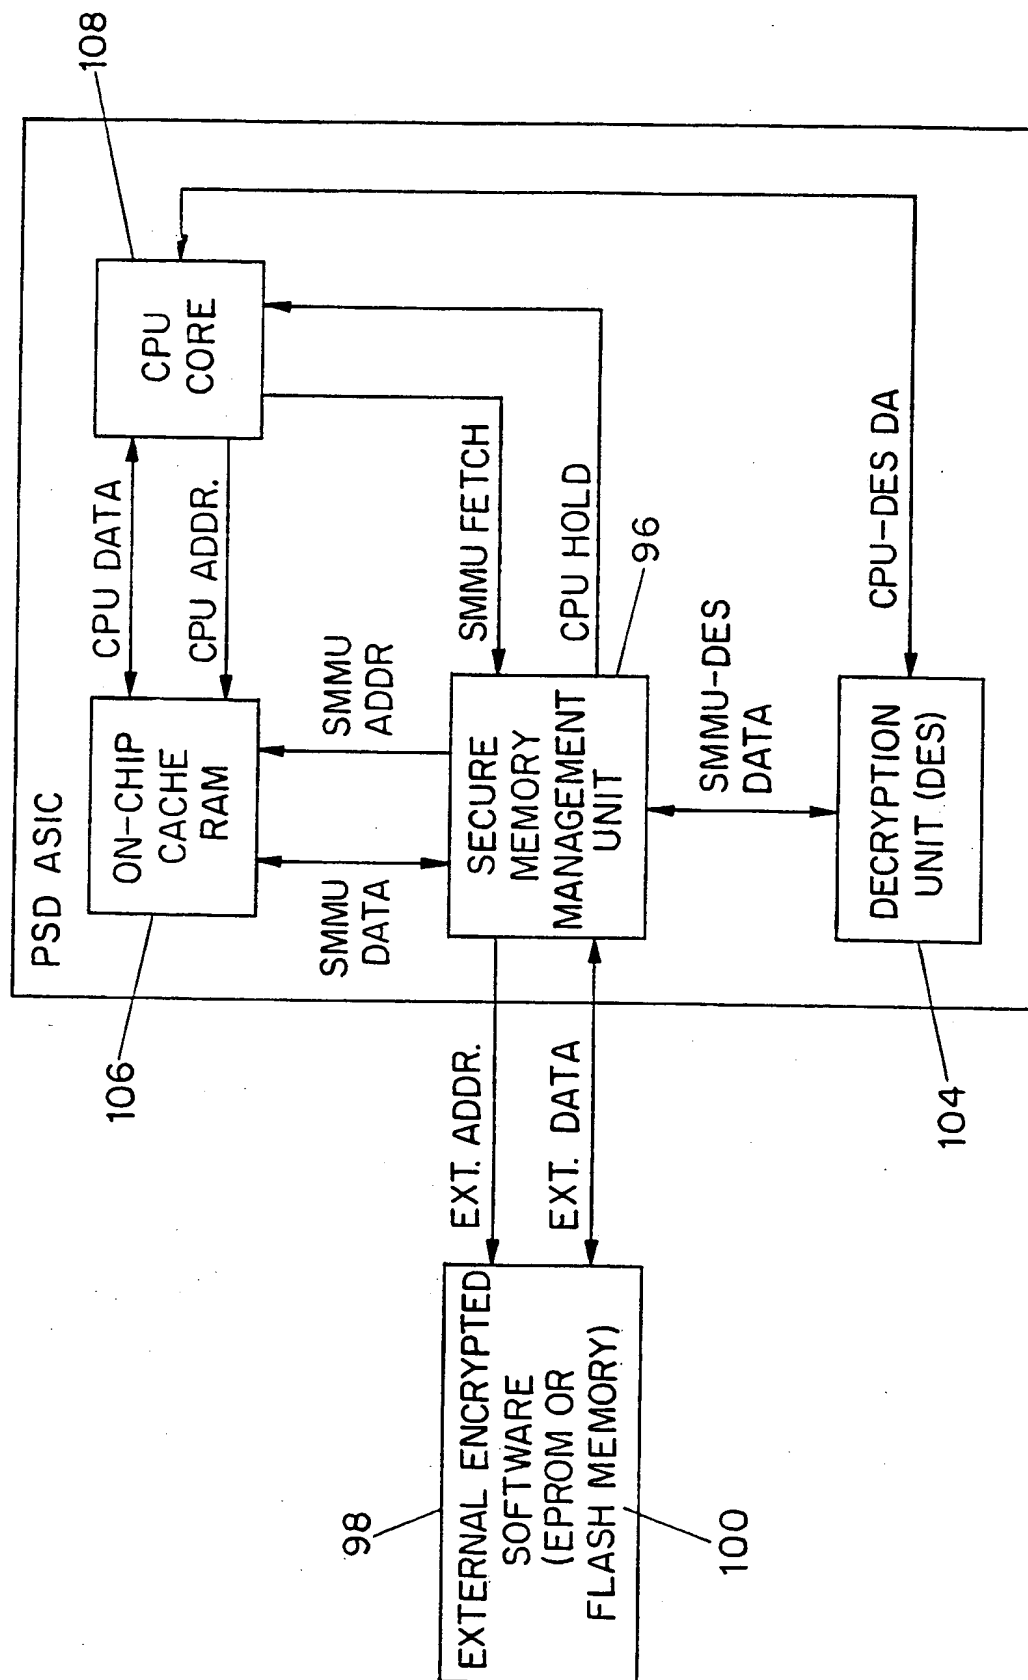 PSD ASIC
108
106
ON-CHIP
CACHE
RAM
CPU DATA
CPU ADDR.
CPU
CORE
SMMU
DATA
SMMU
ADDR
SMMU FETCH
CPU HOLD
98
EXTERNAL ENCRYPTED
SOFTWARE
(EPROM OR
FLASH MEMORY)
100
EXT. ADDR.
EXT. DATA
SECURE
MEMORY
MANAGEMENT
UNIT
96
SMMU-DES
DATA
CPU-DES DA
DECRYPTION
UNIT (DES)
104